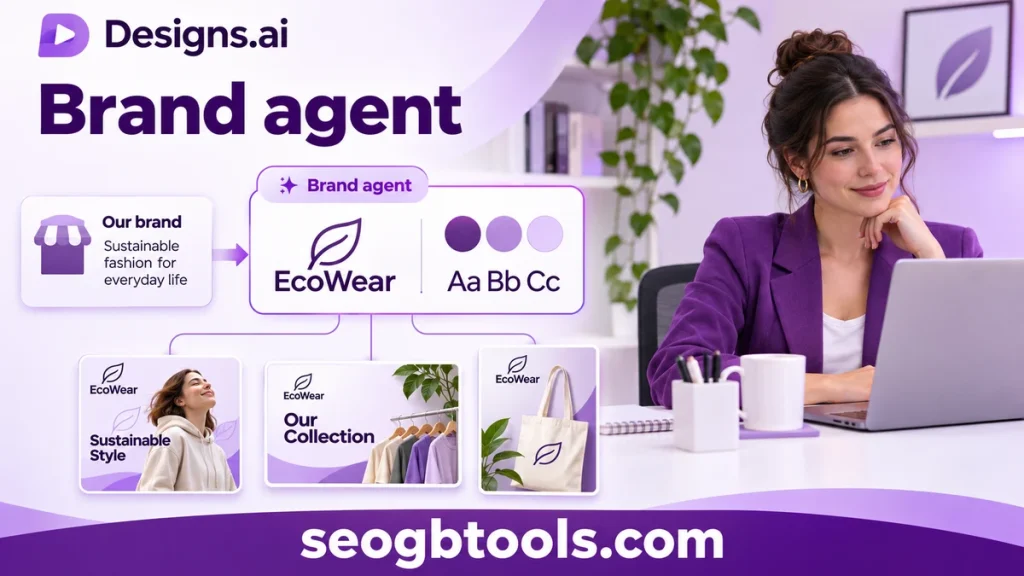 Designs.ai
Brand agent
Brand agent
Our brand
Sustainable
fashion for
everyday life
EcoWear
Aa Bb Cc
EcoWear
Sustainable
Style
EcoWear
Our
Collection
EcoWear
seogbtools.com